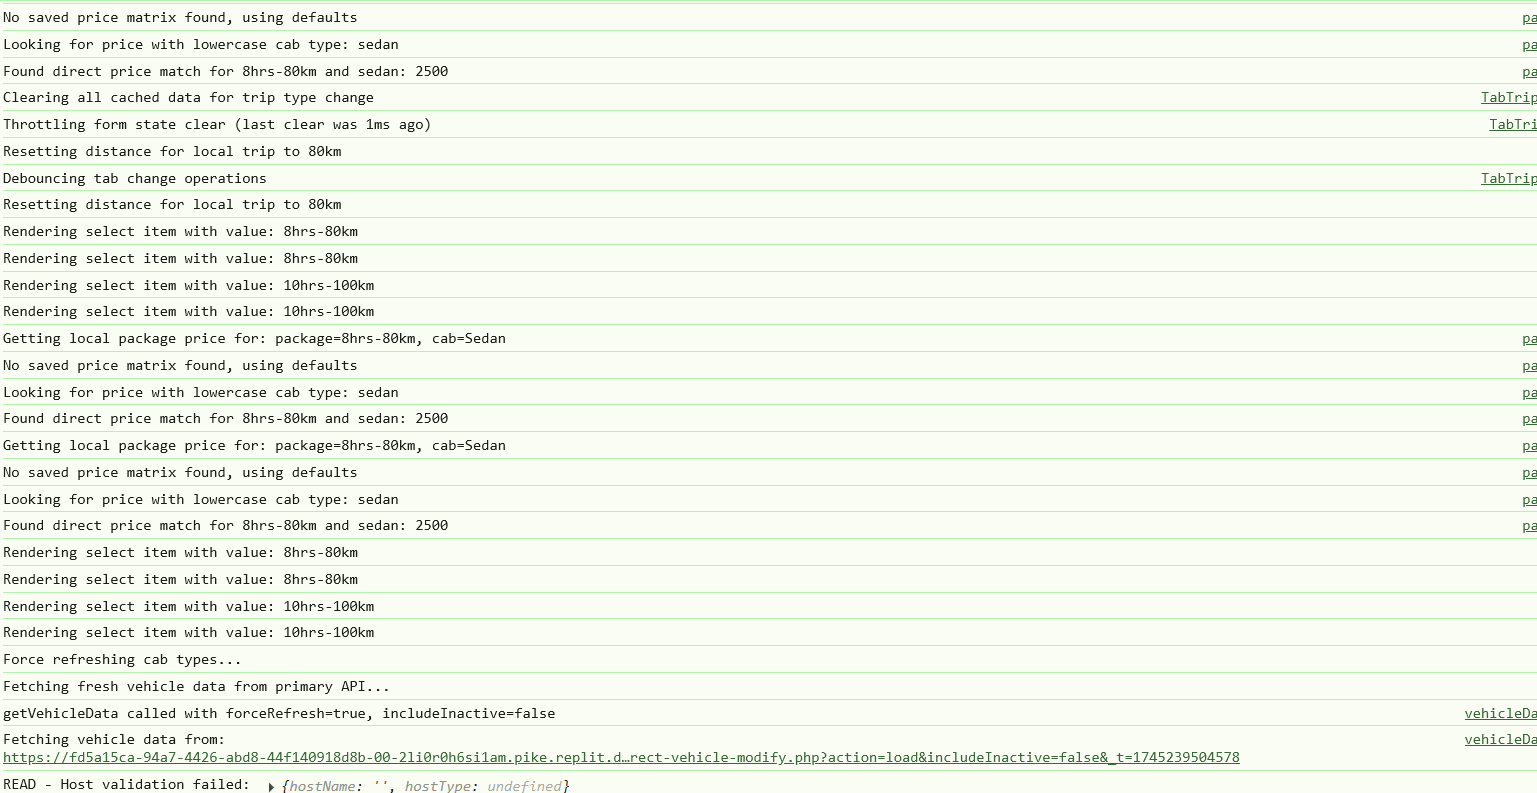 No saved price matrix found, using defaults pa
Looking for price with lowercase cab type: sedan pa
Found direct price match for 8hrs-80km and sedan: 2500 pa
Clearing all cached data for trip type change TabTrip
Throttling form state clear (last clear was 1ms ago) TabTri
Resetting distance for local trip to 80km
Debouncing tab change operations TabTrip
Resetting distance for local trip to 80km
Rendering select item with value: 8hrs-80km
Rendering select item with value: 8hrs-80km
Rendering select item with value: 10hrs-100km
Rendering select item with value: 10hrs-100km
Getting local package price for: package=8hrs-80km, cab=Sedan pa
No saved price matrix found, using defaults pa
Looking for price with lowercase cab type: sedan pa
Found direct price match for 8hrs-80km and sedan: 2500 pa
Getting local package price for: package=8hrs-80km, cab=Sedan pa
No saved price matrix found, using defaults pa
Looking for price with lowercase cab type: sedan pa
Found direct price match for 8hrs-80km and sedan: 2500 pa
Rendering select item with value: 8hrs-80km
Rendering select item with value: 8hrs-80km
Rendering select item with value: 10hrs-100km
Rendering select item with value: 10hrs-100km
Force refreshing cab types...
Fetching fresh vehicle data from primary API...
getVehicleData called with forceRefresh=true, includeInactive=false vehicleDa
Fetching vehicle data from: vehicleDa
https://fd5a15ca-94a7-4426-abd8-44f140918d8b-00-2li0r0h6si1am.pike.replit.d…rect-vehicle-modify.php?action=load&includeInactive=false&_t=1745239504578
READ - Host validation failed: {hostName: '', hostType: undefined}